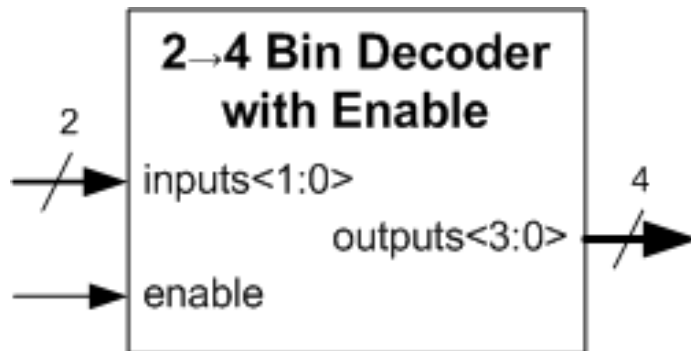 2→4 Bin Decoder
with Enable
2
inputs<1:0>
4
outputs<3:0>
enable